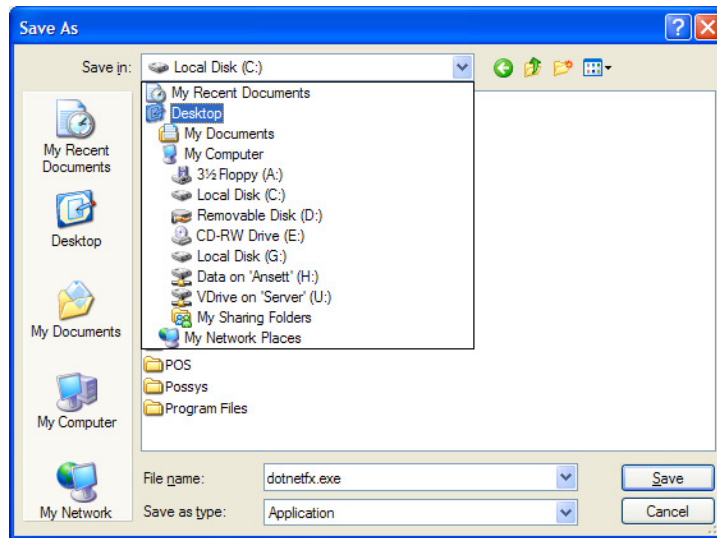 Save As
Save in:
Local Disk (C:)
My Recent Documents
Desktop
My Documents
My Computer
3½ Floppy (A:)
Local Disk (C:)
Removable Disk (D:)
CD-RW Drive (E:)
Local Disk (G:)
Data on 'Ansett' (H:)
VDrive on 'Server' (U:)
My Sharing Folders
My Network Places
POS
Possys
Program Files
My Recent
Documents
Desktop
My Documents
My Computer
My Network
File name:
dotnetfx.exe
Save
Save as type:
Application
Cancel